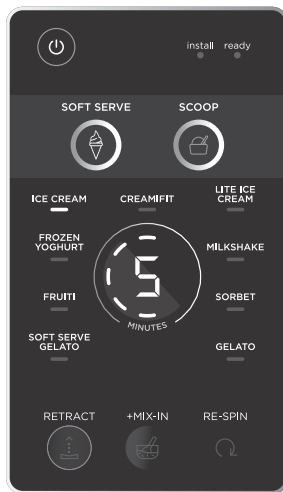 install ready
SOFT SERVE SCOOP
ICE CREAM CREAMIFIT LITE ICE
CREAM
FROZEN
YOGHURT MILKSHAKE
5
MINUTES
FRUITI SORBET
SOFT SERVE
GELATO GELATO
RETRACT +MIX-IN RE-SPIN